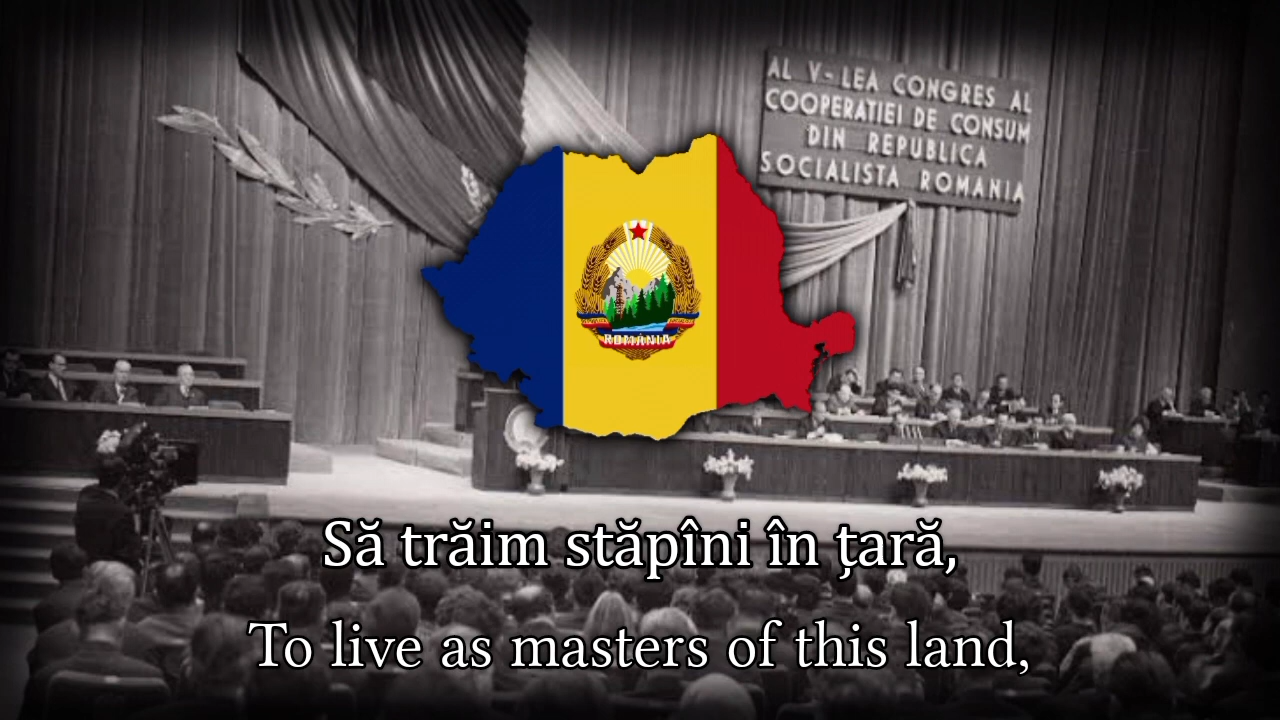 AL V-LEA CONGRES AL
COOPERATIEI DE CONSUM
DIN REPUBLICA
SOCIALISTA ROMANIA
ROMÂNIA
Să trăim stăpîni în țară,
To live as masters of this land,